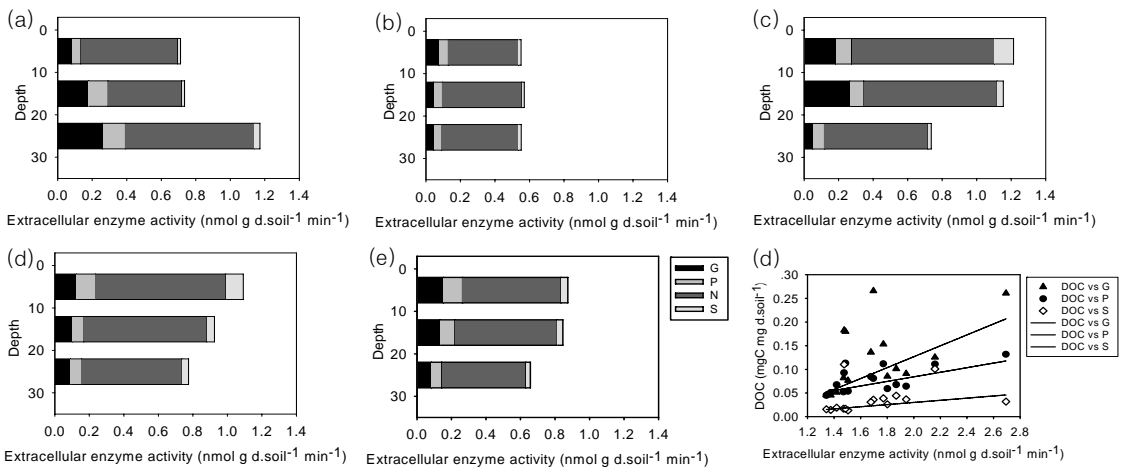 (a)
0
10
20
30
Depth
0.0 0.2 0.4 0.6 0.8 1.0 1.2 1.4
Extracellular enzyme activity (nmol g d.soil-1 min-1)
(b)
0
10
20
30
Depth
0.0 0.2 0.4 0.6 0.8 1.0 1.2 1.4
Extracellular enzyme activity (nmol g d.soil-1 min-1)
(c)
0
10
20
30
Depth
0.0 0.2 0.4 0.6 0.8 1.0 1.2 1.4
Extracellular enzyme activity (nmol g d.soil-1 min-1)
(d)
0
10
20
30
Depth
0.0 0.2 0.4 0.6 0.8 1.0 1.2 1.4
Extracellular enzyme activity (nmol g d.soil-1 min-1)
(e)
0
10
20
30
Depth
0.0 0.2 0.4 0.6 0.8 1.0 1.2 1.4
Extracellular enzyme activity (nmol g d.soil-1 min-1)
G
P
N
S
(d)
.30
0.25
0.20
0.15
0.10
0.05
0.00
DOC (mgC mg d.soil-1)
1.2 1.4 1.6 1.8 2.0 2.2 2.4 2.6 2.8
Extracellular enzyme activity (nmol g d.soil-1 min-1)
DOC vs G
DOC vs P
DOC vs S
DOC vs G
DOC vs P
DOC vs S